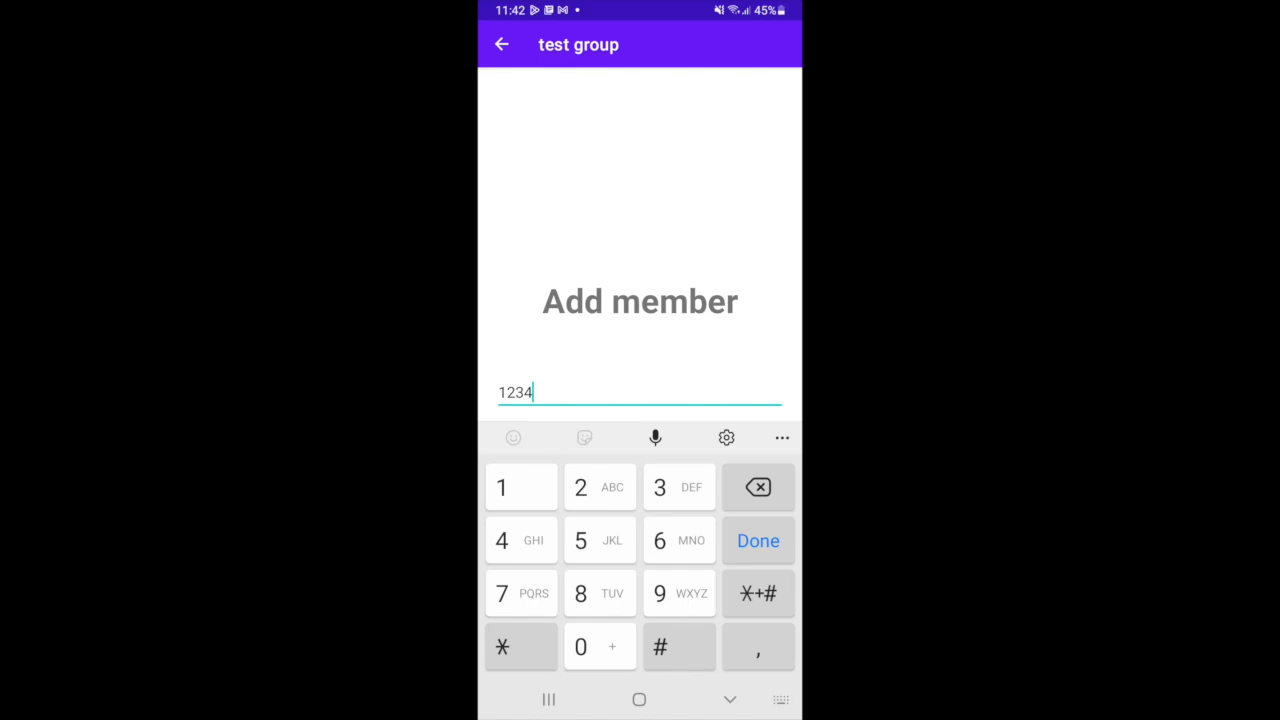 11:42 45%
test group
Add member
1234
1 2 ABC 3 DEF
4 GHI 5 JKL 6 MNO Done
7 PQRS 8 TUV 9 WXYZ *+#
* 0 + # ,